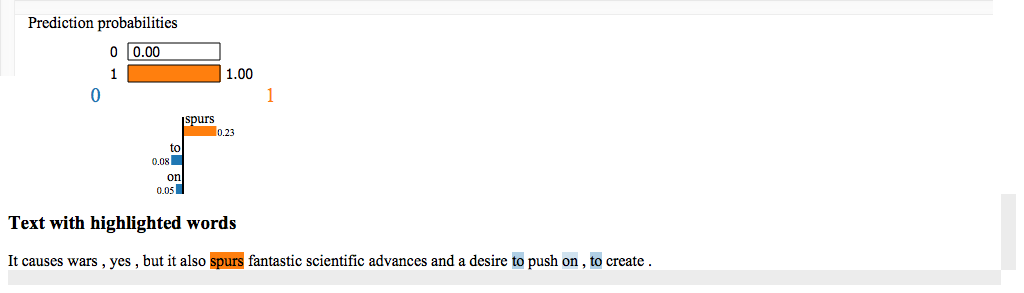 Prediction probabilities
0 0.00
1 1.00
0 1
spurs
0.23
to
0.08
on
0.05
Text with highlighted words
It causes wars , yes , but it also spurs fantastic scientific advances and a desire to push on , to create .